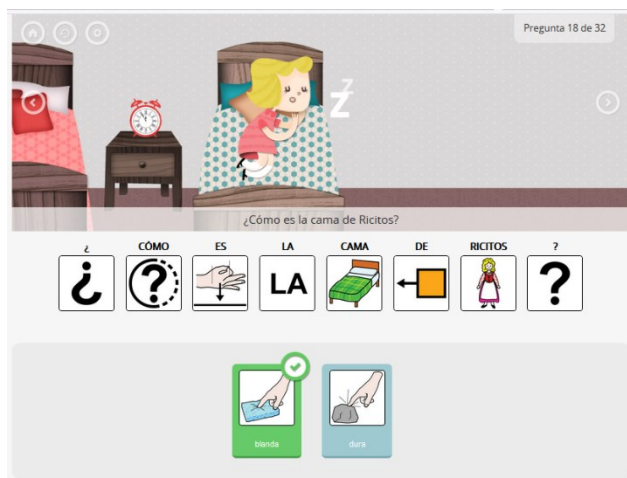 Pregunta 18 de 32
z z
¿Cómo es la cama de Ricitos?
¿ CÓMO ES LA CAMA DE RICITOS ?
¿ ? LA ?
blanda dura